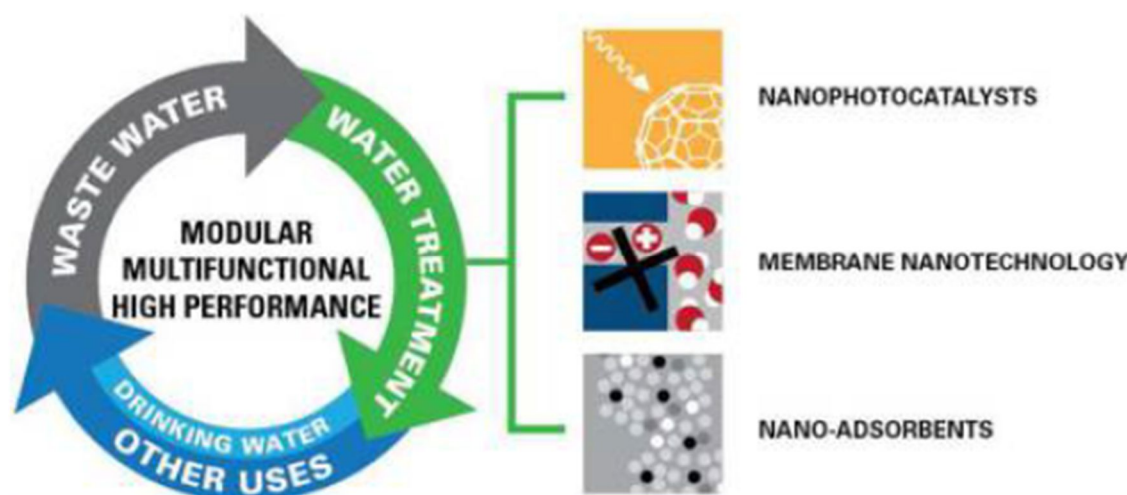 WASTE WATER
WATER TREATMENT
MODULAR
MULTIFUNCTIONAL
HIGH PERFORMANCE
DRINKING WATER
OTHER USES
NANOPHOTOCATALYSTS
MEMBRANE NANOTECHNOLOGY
NANO-ADSORBENTS